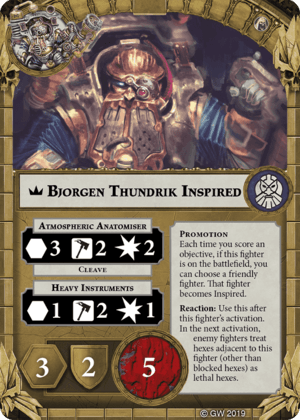 BJORGEN THUNDRIK INSPIRED
ATMOSPHERIC ANATOMISER
3 2 2
CLEAVE
HEAVY INSTRUMENTS
1 2 1
PROMOTION
Each time you score an
objective, if this fighter
is on the battlefield, you
can choose a friendly
fighter. That fighter
becomes Inspired.
Reaction: Use this after
this fighter's activation.
In the next activation,
enemy fighters treat
hexes adjacent to this
fighter (other than
blocked hexes) as
lethal hexes.
3 2 5
© GW 2019